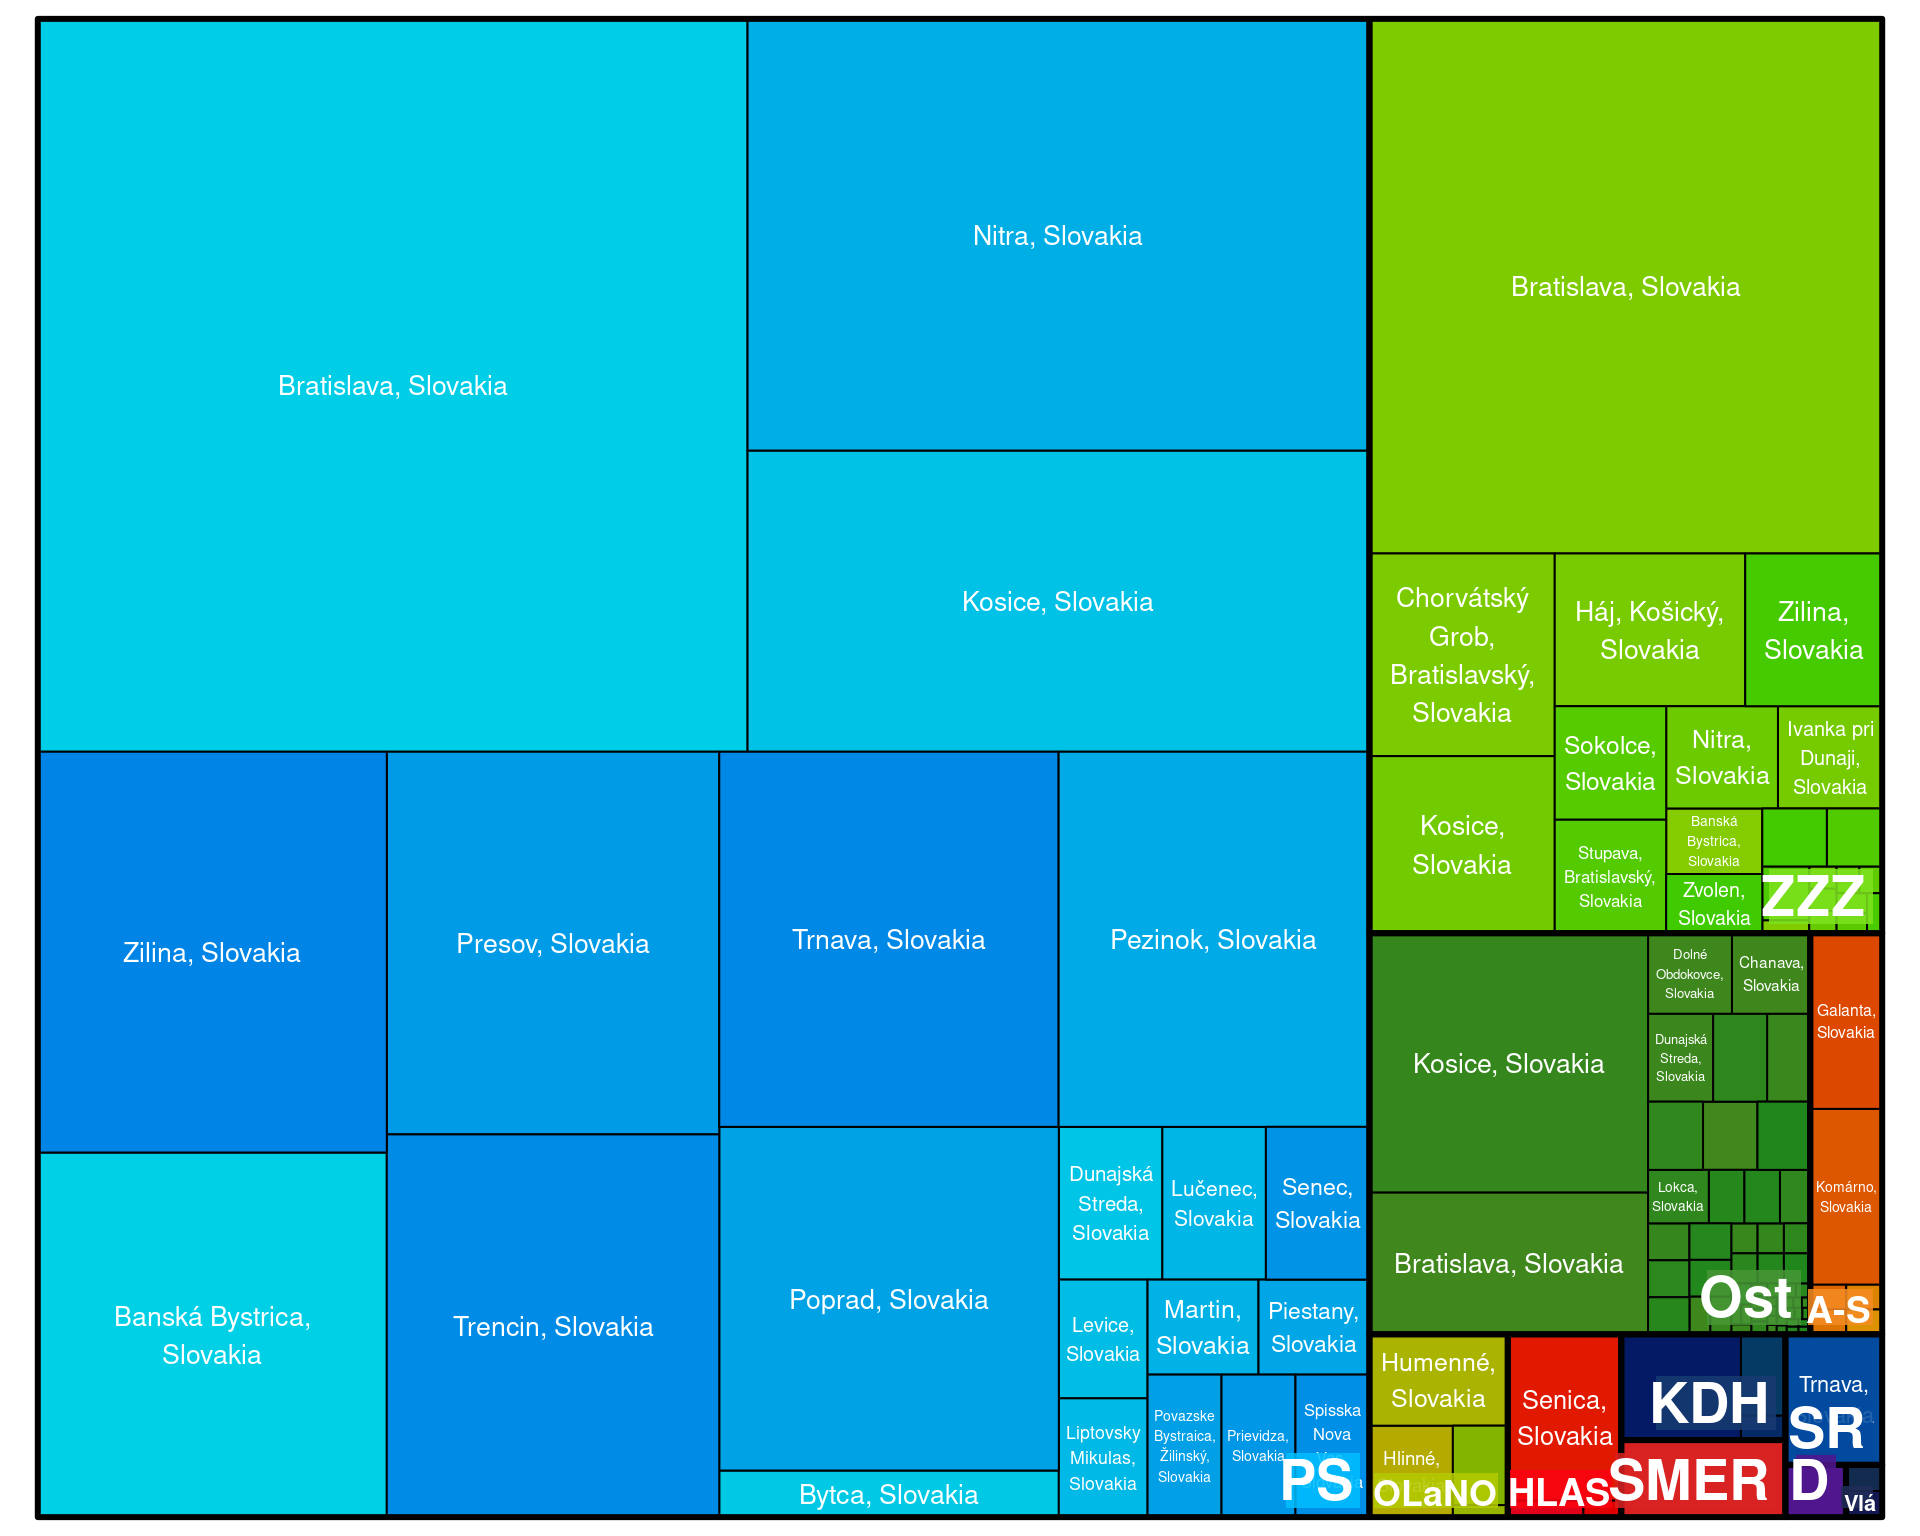 Bratislava, Slovakia
Nitra, Slovakia
Kosice, Slovakia
Zilina, Slovakia
Presov, Slovakia
Trnava, Slovakia
Pezinok, Slovakia
Banská Bystrica,
Slovakia
Trencin, Slovakia
Poprad, Slovakia
Bytca, Slovakia
Dunajská
Streda,
Slovakia
Lučenec,
Slovakia
Senec,
Slovakia
Levice,
Slovakia
Martin,
Slovakia
Piestany,
Slovakia
Liptovsky
Mikulas,
Slovakia
Povazske
Bystraica,
Žilinský,
Slovakia
Prievidza,
Slovakia
Spisska
Nova
PS
Bratislava, Slovakia
Chorvátský
Grob,
Bratislavský,
Slovakia
Háj, Košický,
Slovakia
Zilina,
Slovakia
Kosice,
Slovakia
Sokolce,
Slovakia
Nitra,
Slovakia
Ivanka pri
Dunaji,
Slovakia
Stupava,
Bratislavský,
Slovakia
Banská
Bystrica,
Slovakia
Zvolen,
Slovakia
ZZZ
Kosice, Slovakia
Bratislava, Slovakia
Dolné
Obdokovce,
Slovakia
Chanava,
Slovakia
Dunajská
Streda,
Slovakia
Lokca,
Slovakia
Ost
Galanta,
Slovakia
Komárno,
Slovakia
A-S
Humenné,
Slovakia
Hlinné,
OLaNO
Senica,
Slovakia
HLAS
KDH
SMER
Trnava,
SR
D
Vlá